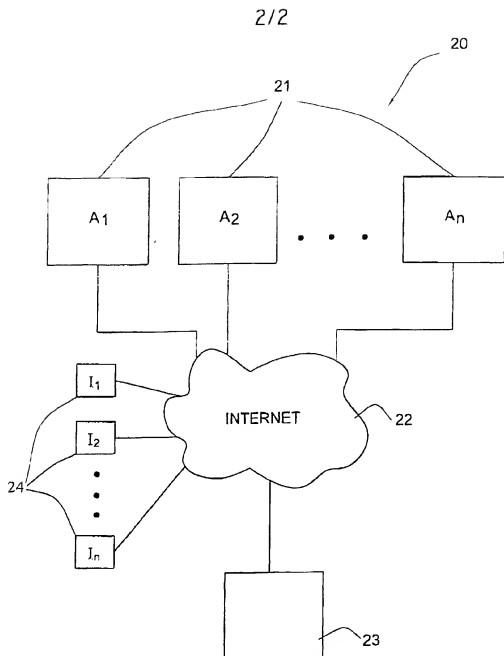 2/2
20
21
A1 A2 . . . An
I1
INTERNET
22
I2
24
In
23